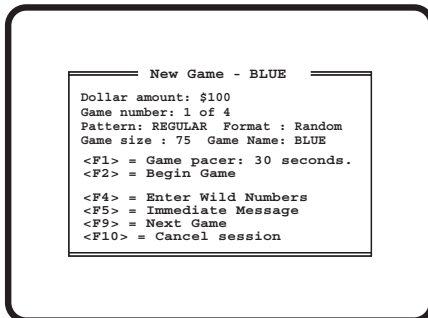 New Game - BLUE
Dollar amount: $100
Game number: 1 of 4
Pattern: REGULAR Format : Random
Game size : 75 Game Name: BLUE
<F1> = Game pacer: 30 seconds.
<F2> = Begin Game
<F4> = Enter Wild Numbers
<F5> = Immediate Message
<F9> = Next Game
<F10> = Cancel session